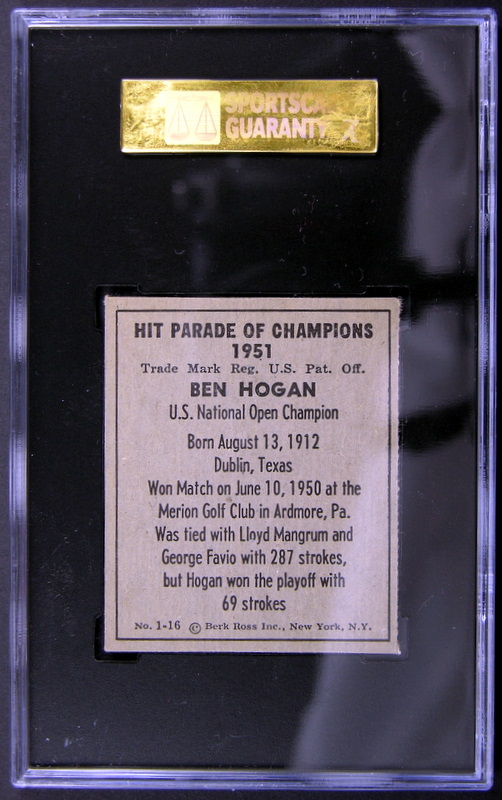 SPORTSCA
GUARANTY
HIT PARADE OF CHAMPIONS
1951
Trade Mark Reg. U.S. Pat. Off.
BEN HOGAN
U.S. National Open Champion
Born August 13, 1912
Dublin, Texas
Won Match on June 10, 1950 at the
Merion Golf Club in Ardmore, Pa.
Was tied with Lloyd Mangrum and
George Favio with 287 strokes,
but Hogan won the playoff with
69 strokes
No. 1-16 © Berk Ross Inc., New York, N.Y.